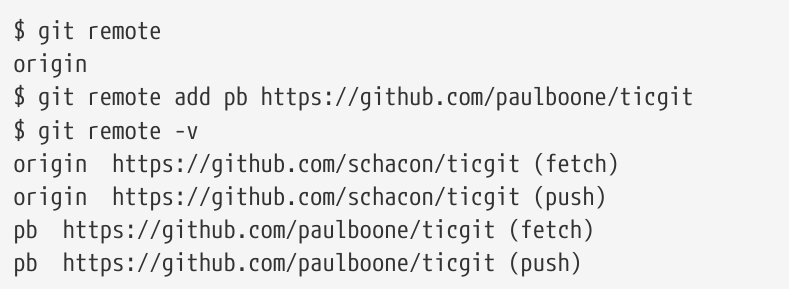 $ git remote
origin
$ git remote add pb https://github.com/paulboone/ticgit
$ git remote -v
origin  https://github.com/schacon/ticgit (fetch)
origin  https://github.com/schacon/ticgit (push)
pb  https://github.com/paulboone/ticgit (fetch)
pb  https://github.com/paulboone/ticgit (push)